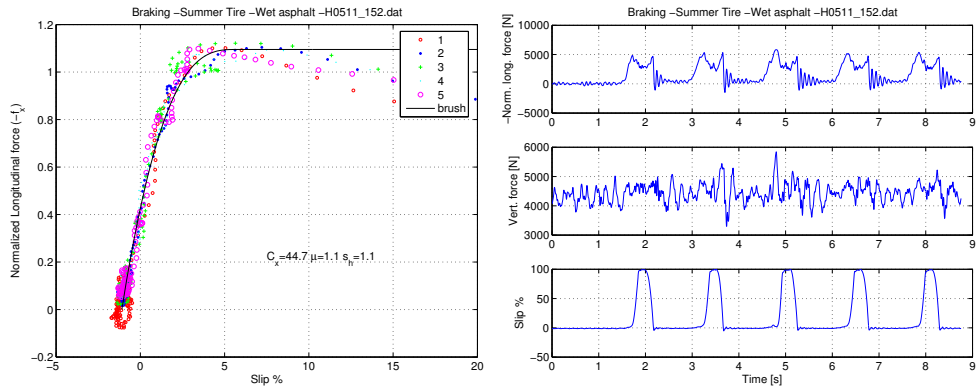 Braking −Summer Tire −Wet asphalt −H0511_152.dat
1.2
1
0.8
0.6
0.4
0.2
0
−0.2
−5
0
5
10
15
20
Normalized Longitudinal force (−f_x)
Slip %
C_x=44.7 μ=1.1 s_h=1.1
1
2
3
4
5
brush
Braking −Summer Tire −Wet asphalt −H0511_152.dat
−Norm. long. force [N]
10000
5000
0
−5000
0 1 2 3 4 5 6 7 8 9
Vert. force [N]
6000
5000
4000
3000
0 1 2 3 4 5 6 7 8 9
Slip %
100
50
0
−50
0 1 2 3 4 5 6 7 8 9
Time [s]